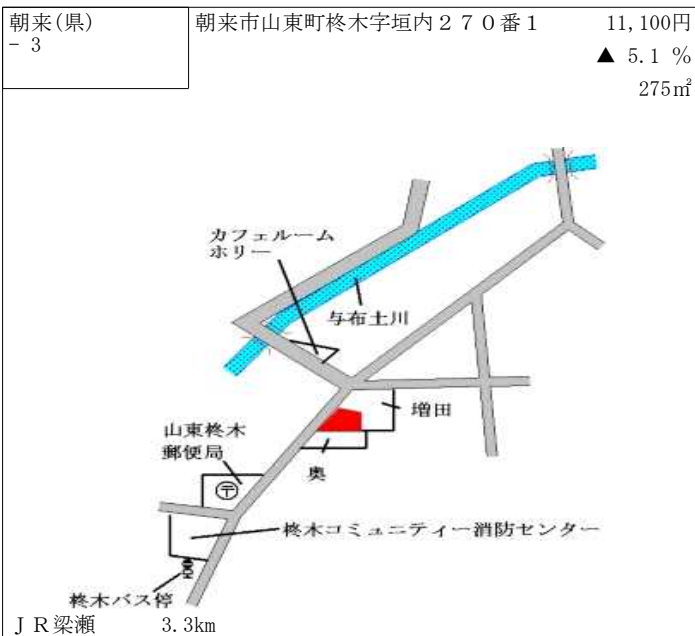 朝来(県)
- 3
朝来市山東町柊木字垣内２７０番１
11,100円
▲ 5.1 %
275㎡
カフェルーム
ホリー
与布土川
増田
山東柊木
郵便局
奥
〒
柊木コミュニティー消防センター
柊木バス停
ＪＲ梁瀬 3.3km